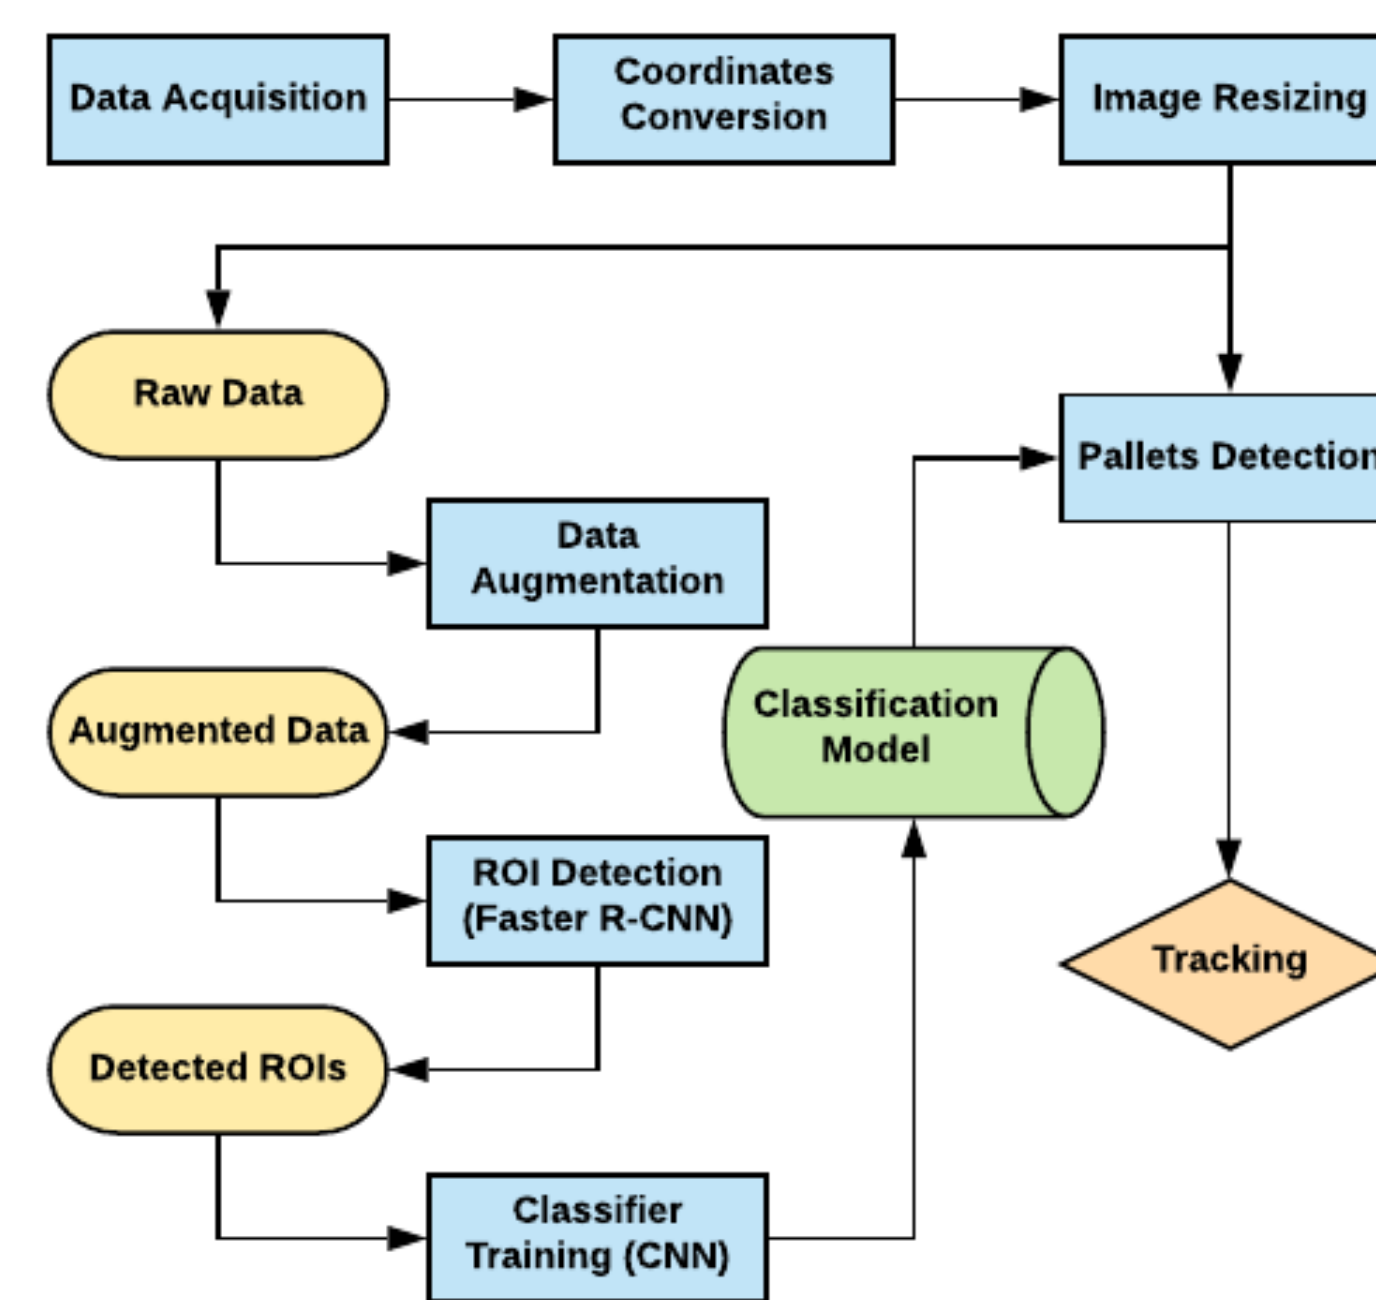 Data Acquisition
Coordinates
Conversion
Image Resizing
Raw Data
Pallets Detection
Data
Augmentation
Augmented Data
Classification
Model
ROI Detection
(Faster R-CNN)
Tracking
Detected ROIs
Classifier
Training (CNN)